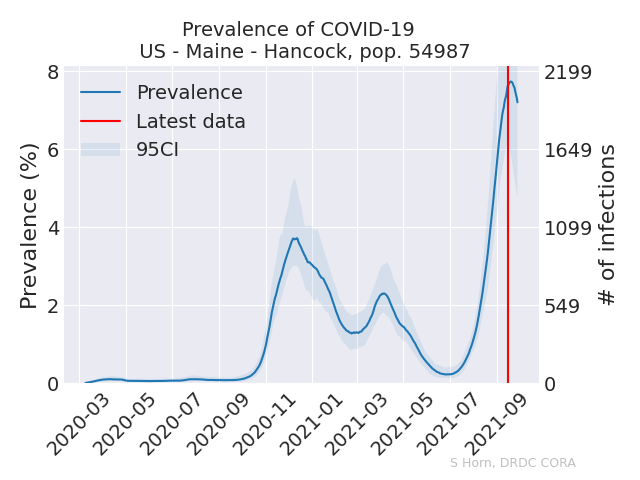 Prevalence of COVID-19
US - Maine - Hancock, pop. 54987
Prevalence (%)
8
6
4
2
0
Prevalence
Latest data
95CI
2199
1649
1099
549
0
# of infections
2020-03
2020-05
2020-07
2020-09
2020-11
2021-01
2021-03
2021-05
2021-07
2021-09
S Horn, DRDC CORA